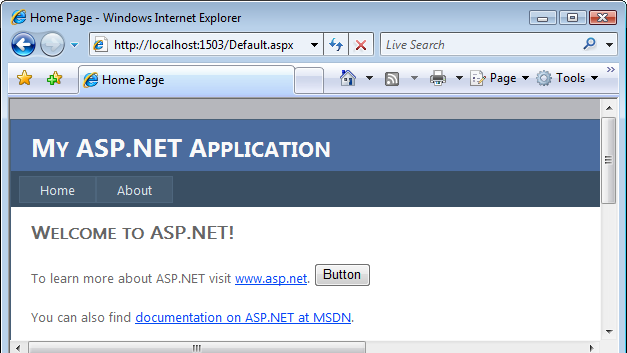 Home Page - Windows Internet Explorer
http://localhost:1503/Default.aspx Live Search
Home Page Page Tools
MY ASP.NET APPLICATION
Home About
WELCOME TO ASP.NET!
To learn more about ASP.NET visit www.asp.net. Button
You can also find documentation on ASP.NET at MSDN.